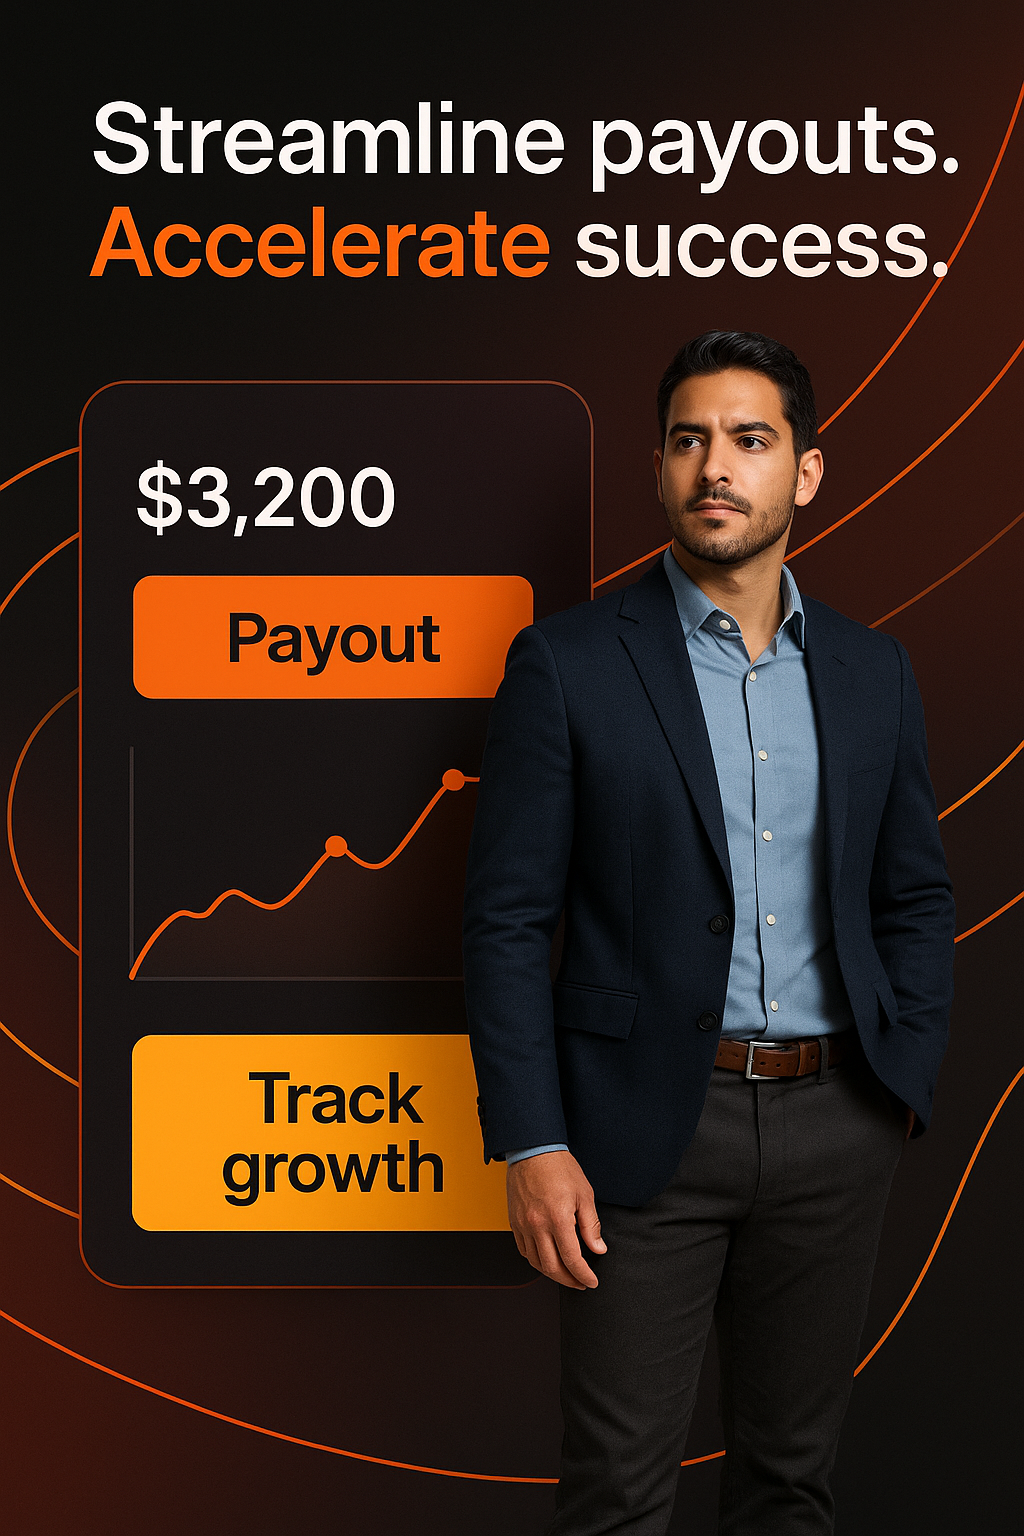 Streamline payouts.
Accelerate success.
$3,200
Payout
Track
growth